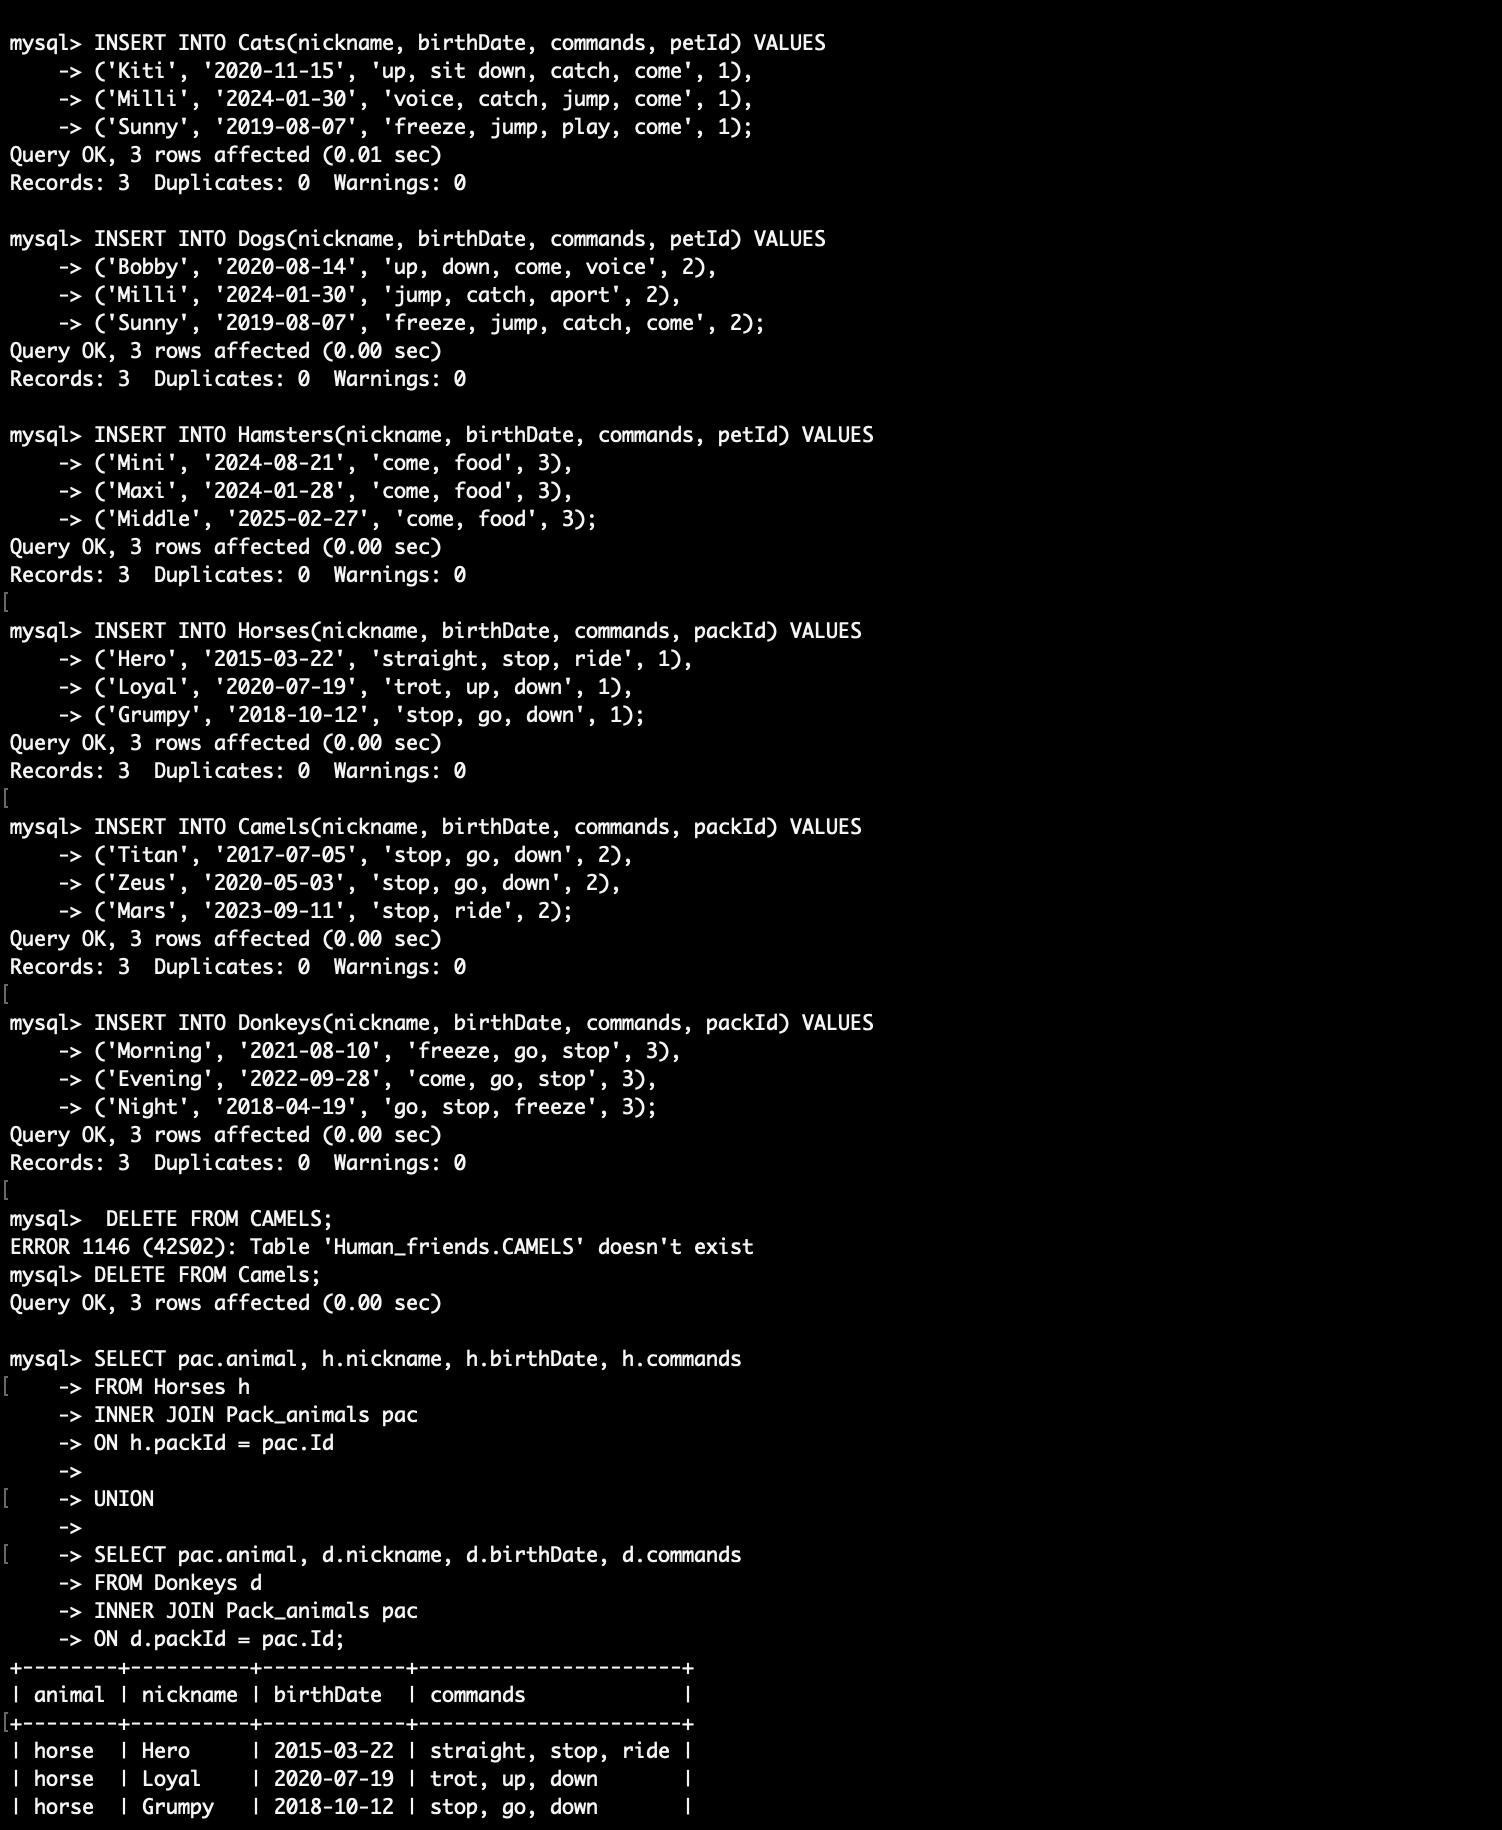 mysql> INSERT INTO Cats(nickname, birthDate, commands, petId) VALUES
    -> ('Kiti', '2020-11-15', 'up, sit down, catch, come', 1),
    -> ('Milli', '2024-01-30', 'voice, catch, jump, come', 1),
    -> ('Sunny', '2019-08-07', 'freeze, jump, play, come', 1);
Query OK, 3 rows affected (0.01 sec)
Records: 3  Duplicates: 0  Warnings: 0

mysql> INSERT INTO Dogs(nickname, birthDate, commands, petId) VALUES
    -> ('Bobby', '2020-08-14', 'up, down, come, voice', 2),
    -> ('Milli', '2024-01-30', 'jump, catch, aport', 2),
    -> ('Sunny', '2019-08-07', 'freeze, jump, catch, come', 2);
Query OK, 3 rows affected (0.00 sec)
Records: 3  Duplicates: 0  Warnings: 0

mysql> INSERT INTO Hamsters(nickname, birthDate, commands, petId) VALUES
    -> ('Mini', '2024-08-21', 'come, food', 3),
    -> ('Maxi', '2024-01-28', 'come, food', 3),
    -> ('Middle', '2025-02-27', 'come, food', 3);
Query OK, 3 rows affected (0.00 sec)
Records: 3  Duplicates: 0  Warnings: 0
[
mysql> INSERT INTO Horses(nickname, birthDate, commands, packId) VALUES
    -> ('Hero', '2015-03-22', 'straight, stop, ride', 1),
    -> ('Loyal', '2020-07-19', 'trot, up, down', 1),
    -> ('Grumpy', '2018-10-12', 'stop, go, down', 1);
Query OK, 3 rows affected (0.00 sec)
Records: 3  Duplicates: 0  Warnings: 0
[
mysql> INSERT INTO Camels(nickname, birthDate, commands, packId) VALUES
    -> ('Titan', '2017-07-05', 'stop, go, down', 2),
    -> ('Zeus', '2020-05-03', 'stop, go, down', 2),
    -> ('Mars', '2023-09-11', 'stop, ride', 2);
Query OK, 3 rows affected (0.00 sec)
Records: 3  Duplicates: 0  Warnings: 0
[
mysql> INSERT INTO Donkeys(nickname, birthDate, commands, packId) VALUES
    -> ('Morning', '2021-08-10', 'freeze, go, stop', 3),
    -> ('Evening', '2022-09-28', 'come, go, stop', 3),
    -> ('Night', '2018-04-19', 'go, stop, freeze', 3);
Query OK, 3 rows affected (0.00 sec)
Records: 3  Duplicates: 0  Warnings: 0
[
mysql>  DELETE FROM CAMELS;
ERROR 1146 (42S02): Table 'Human_friends.CAMELS' doesn't exist
mysql> DELETE FROM Camels;
Query OK, 3 rows affected (0.00 sec)

mysql> SELECT pac.animal, h.nickname, h.birthDate, h.commands
[    -> FROM Horses h
    -> INNER JOIN Pack_animals pac
    -> ON h.packId = pac.Id
    ->
[    -> UNION
    ->
[    -> SELECT pac.animal, d.nickname, d.birthDate, d.commands
    -> FROM Donkeys d
    -> INNER JOIN Pack_animals pac
    -> ON d.packId = pac.Id;
+--------+----------+------------+----------------------+
| animal | nickname | birthDate  | commands             |
[+--------+----------+------------+----------------------+
| horse  | Hero     | 2015-03-22 | straight, stop, ride |
| horse  | Loyal    | 2020-07-19 | trot, up, down       |
| horse  | Grumpy   | 2018-10-12 | stop, go, down       |